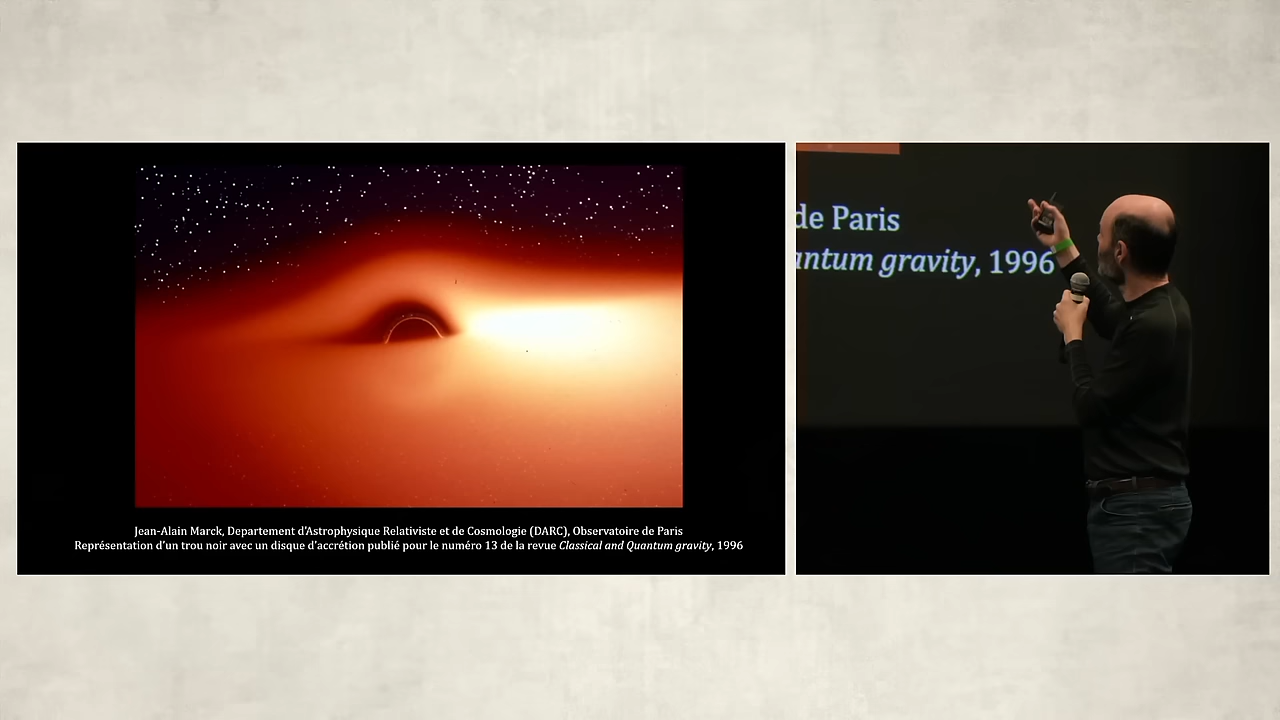 Jean-Alain Marck, Departement d'Astrophysique Relativiste et de Cosmologie (DARC), Observatoire de Paris
Représentation d'un trou noir avec un disque d'accrétion publié pour le numéro 13 de la revue Classical and Quantum gravity, 1996
de Paris
antum gravity, 1996